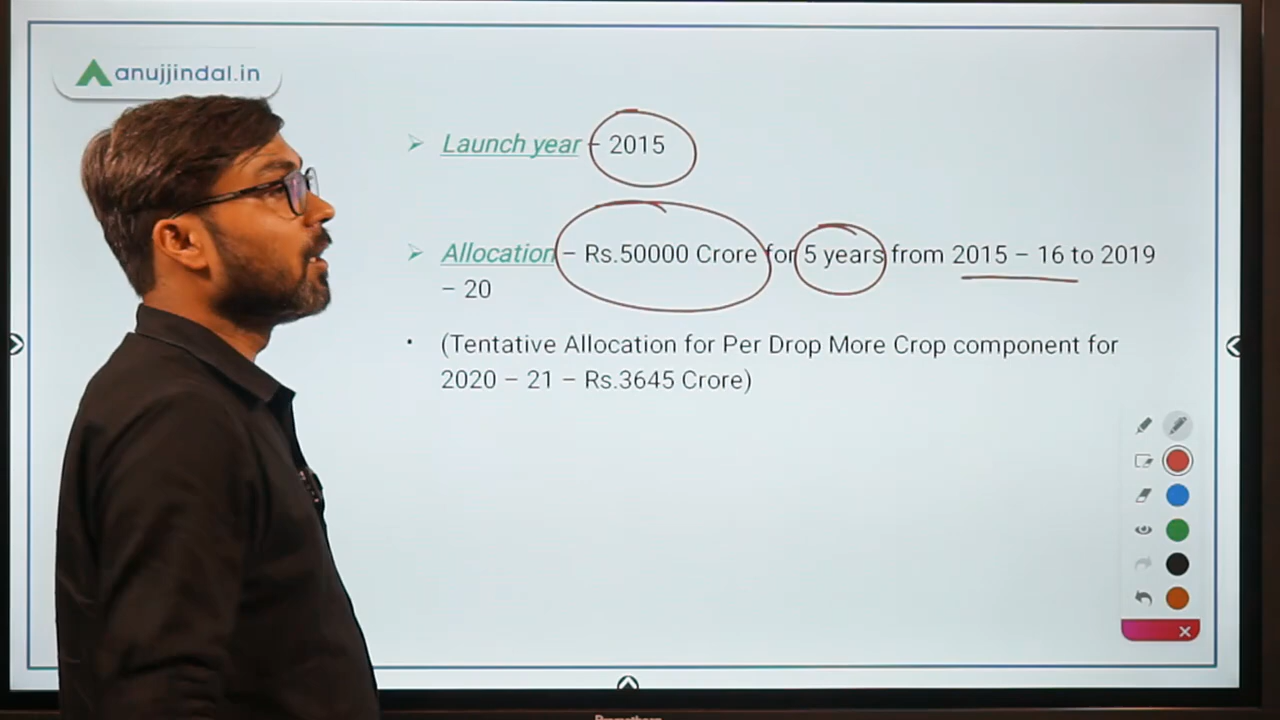 anujjindal.in
Launch year – 2015
Allocation – Rs.50000 Crore for 5 years from 2015 – 16 to 2019
– 20
(Tentative Allocation for Per Drop More Crop component for
2020 – 21 – Rs.3645 Crore)